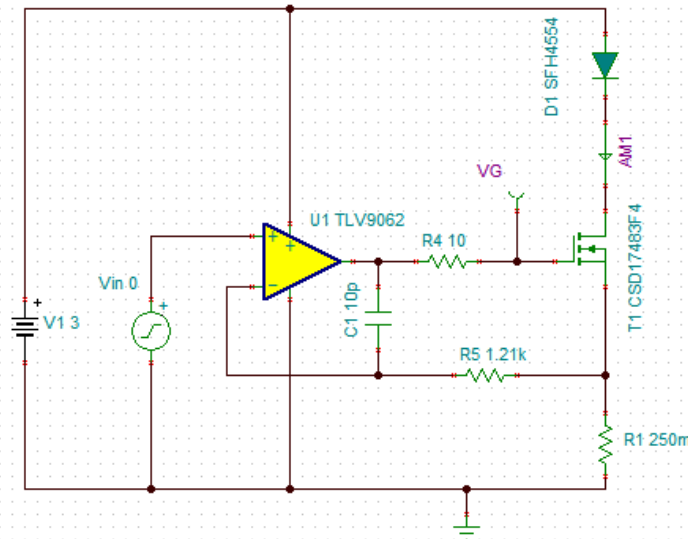 D1 SFH4554
AM1
VG
U1 TLV9062
R4 10
T1 CSD17483F4
+
+
-
Vin 0
+
C1 10p
+
V1 3
R5 1.21k
R1 250m